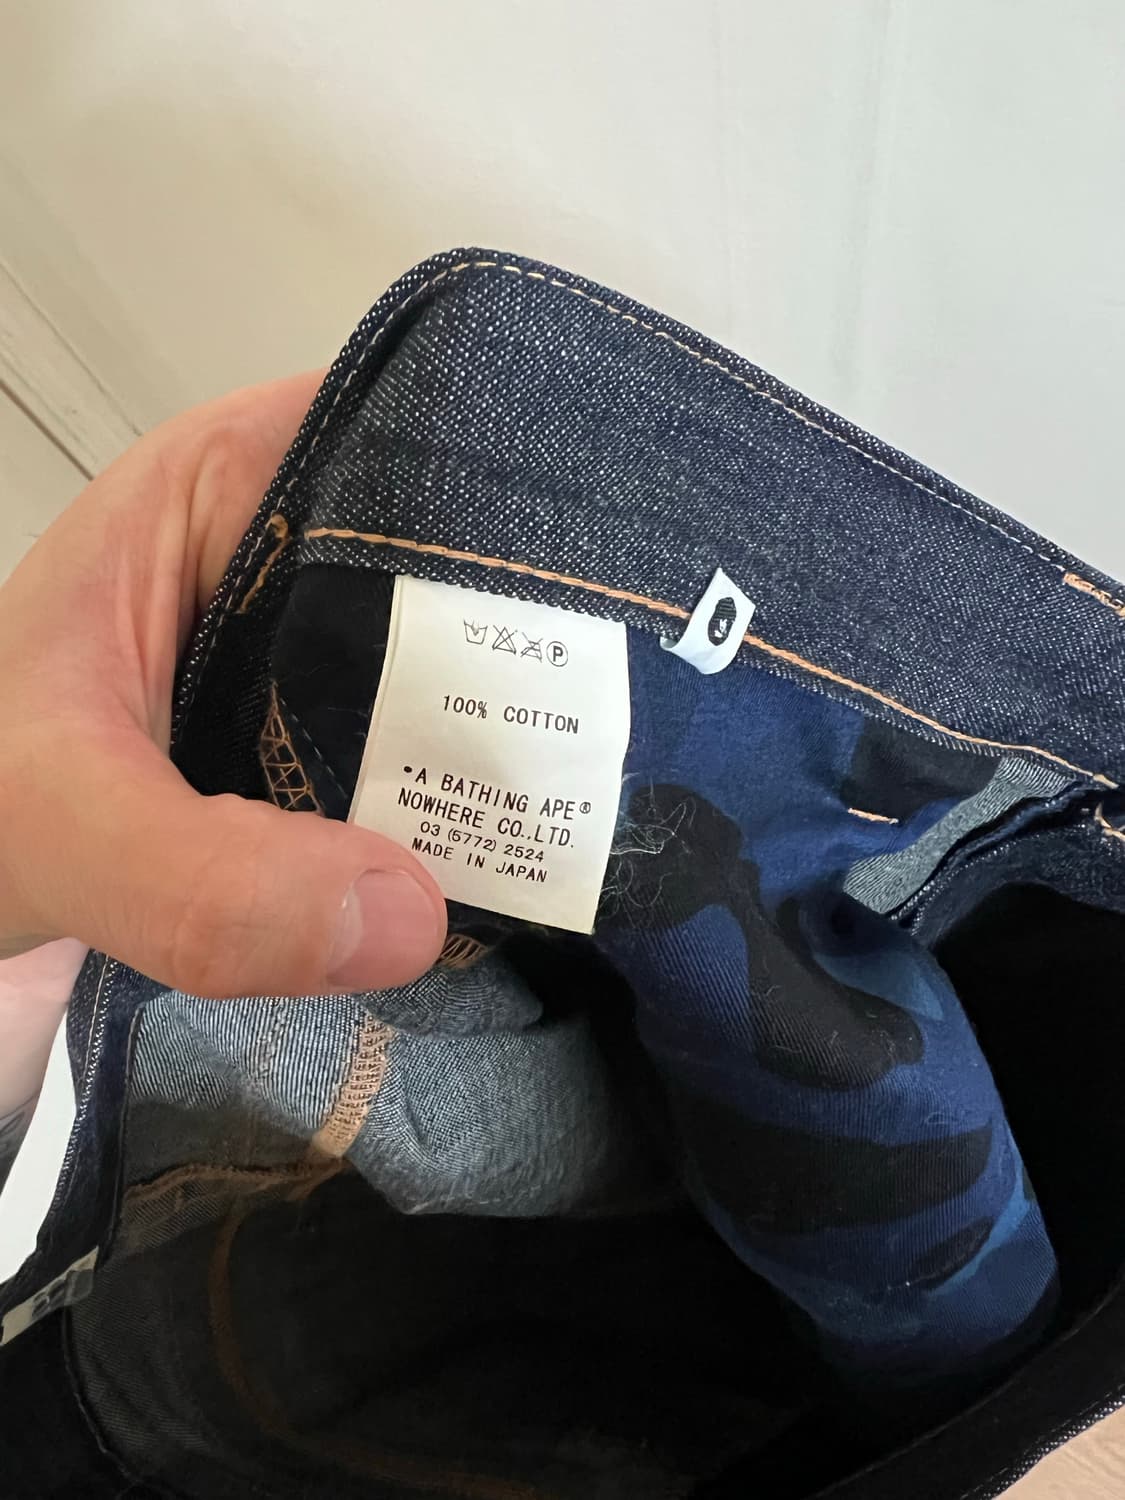 P
100% COTTON
•A BATHING APE®
NOWHERE CO.,LTD.
03 (5772) 2524
MADE IN JAPAN